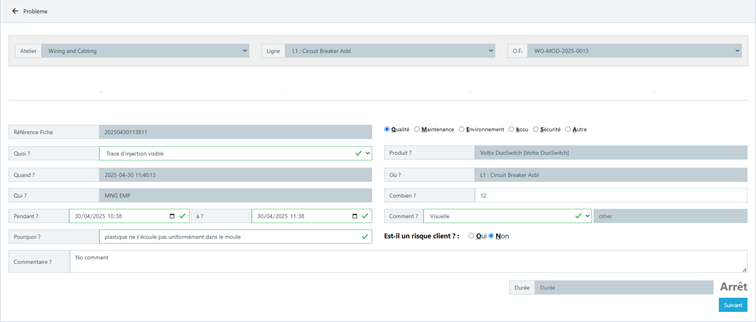 Problème
Atelier Wiring and Cabling Ligne L1 : Circuit Breaker Asbl O.F. WO-MOD-2025-0013
Référence Fiche 20250430113811 Qualité Maintenance Environnement kosu Sécurité Autre
Quoi ? Trace d'injection visible Produit ? Voltix DuoSwitch [Voltix DuoSwitch]
Quand ? 2025-04-30 11:40:13 Où ? L1 : Circuit Breaker Asbl
Qui ? MNG EMP Combien ? 12
Pendant ? 30/04/2025 10:38 à ? 30/04/2025 11:38 Comment ? Visuelle other
Pourquoi ? plastique ne s'écoule pas uniformément dans le moule Est-il un risque client ? : Oui Non
Commentaire ? No comment
Durée Durée Arrêt
Suivant